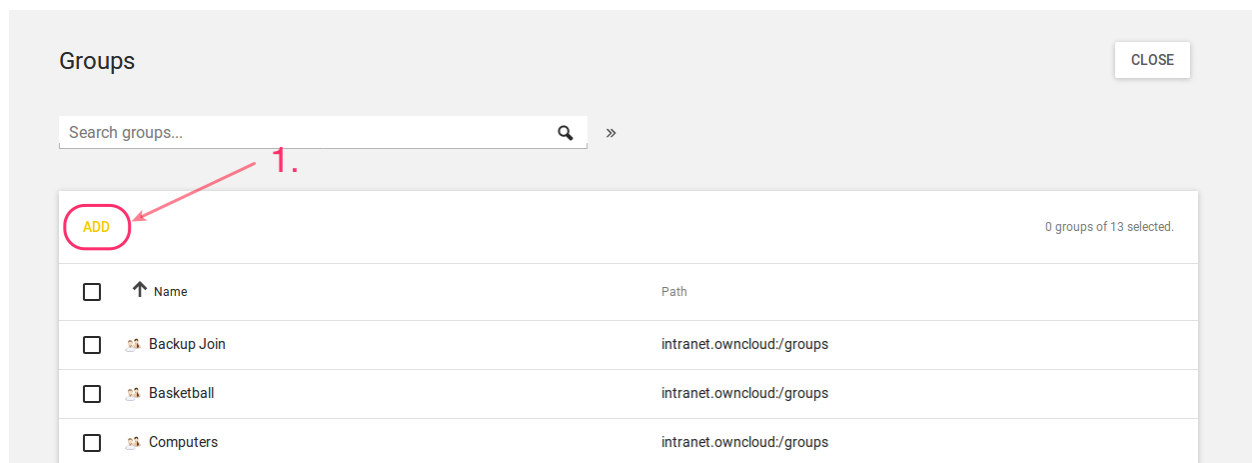 Groups
CLOSE
Search groups...
»
1.
ADD
0 groups of 13 selected.
Name Path
Backup Join intranet.owncloud:/groups
Basketball intranet.owncloud:/groups
Computers intranet.owncloud:/groups